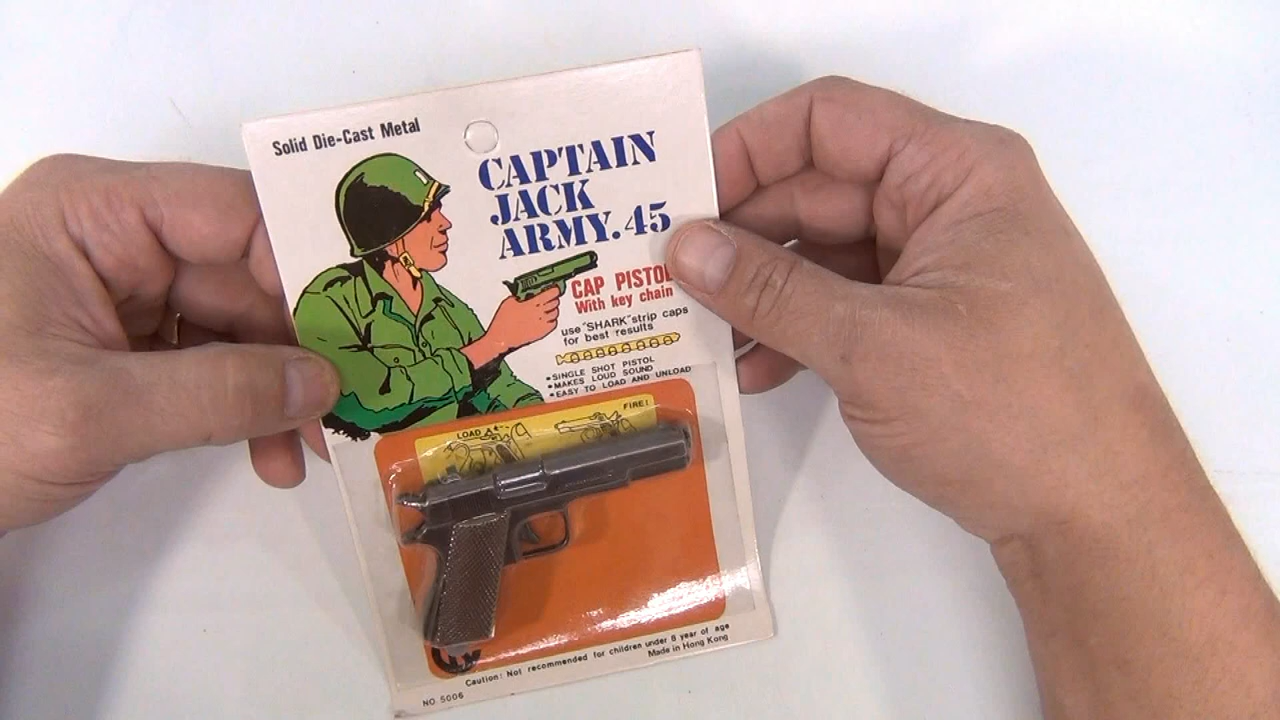 Solid Die-Cast Metal
CAPTAIN
JACK
ARMY.45
CAP PISTOL
With key chain
use "SHARK" strip caps
for best results
•SINGLE SHOT PISTOL
•MAKES LOUD SOUND
•EASY TO LOAD AND UNLOAD
LOAD
FIRE!
Caution: Not recommended for children under 8 year of age
Made in Hong Kong
NO 5006